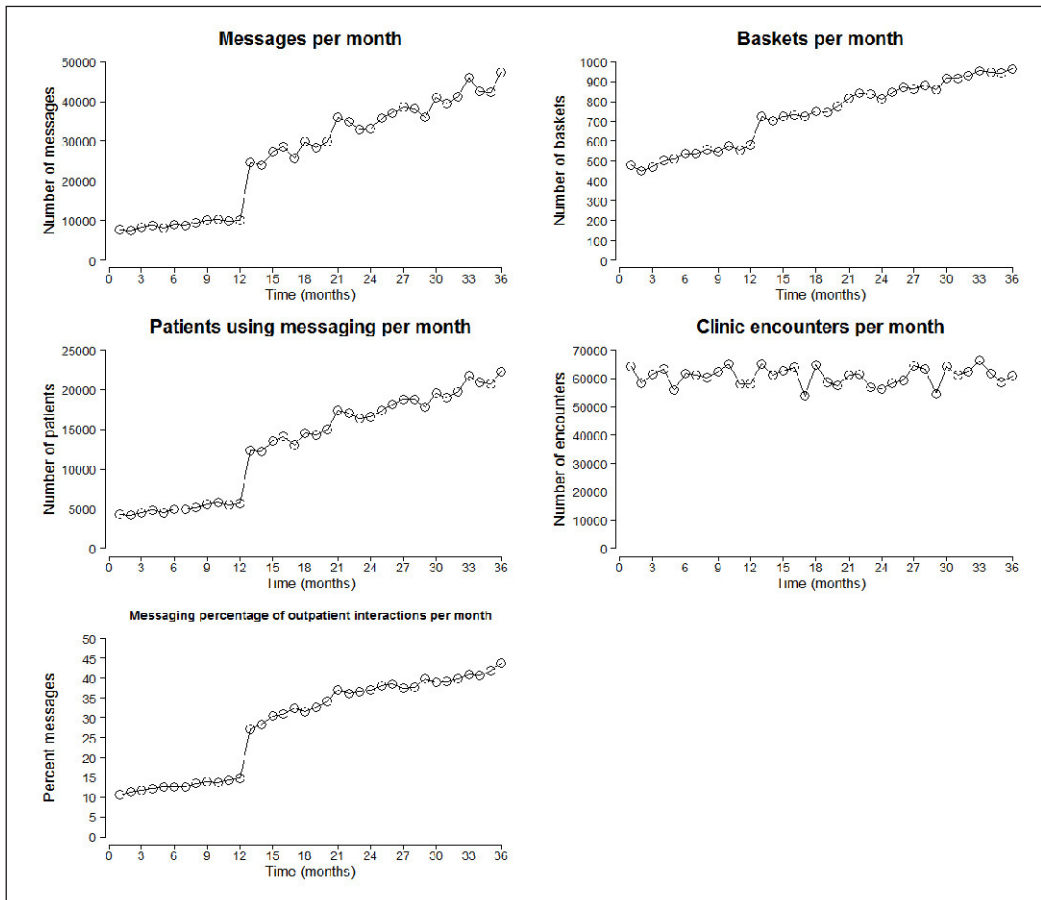 Messages per month
Number of messages
50000
40000
30000
20000
10000
0
0 3 6 9 12 15 18 21 24 27 30 33 36
Time (months)
Baskets per month
Number of baskets
1000
900
800
700
600
500
400
300
200
100
0
0 3 6 9 12 15 18 21 24 27 30 33 36
Time (months)
Patients using messaging per month
Number of patients
25000
20000
15000
10000
5000
0
0 3 6 9 12 15 18 21 24 27 30 33 36
Time (months)
Clinic encounters per month
Number of encounters
70000
60000
50000
40000
30000
20000
10000
0
0 3 6 9 12 15 18 21 24 27 30 33 36
Time (months)
Messaging percentage of outpatient interactions per month
Percent messages
50
45
40
35
30
25
20
15
10
5
0
0 3 6 9 12 15 18 21 24 27 30 33 36
Time (months)